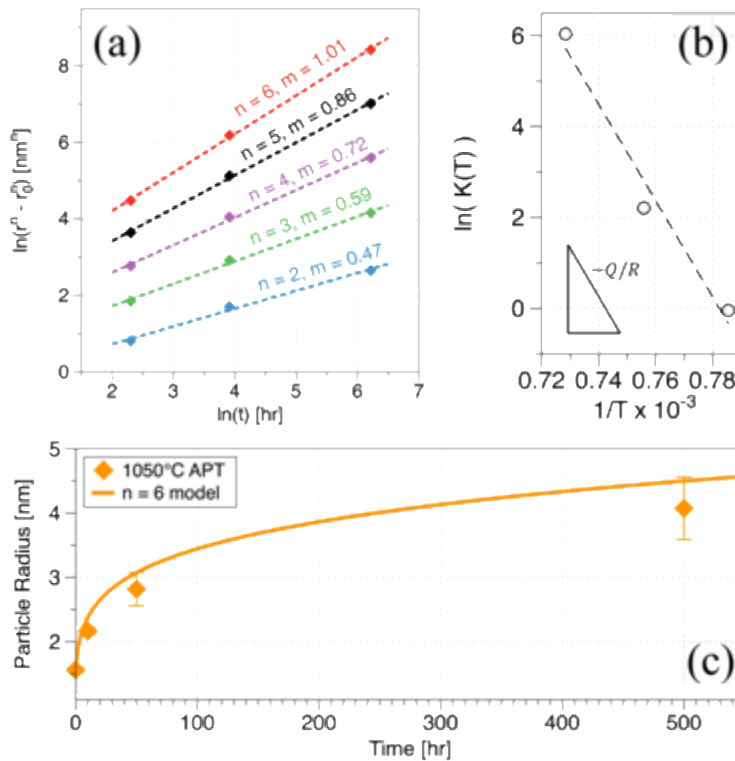 (a)
8
6
4
2
0
2
3
4
5
6
7
ln(rⁿ - r₀ⁿ) [nmⁿ]
ln(t) [hr]
n = 6, m = 1.01
n = 5, m = 0.86
n = 4, m = 0.72
n = 3, m = 0.59
n = 2, m = 0.47
(b)
6
4
2
0
0.72
0.74
0.76
0.78
ln( K(T) )
1/T x 10⁻³
−Q/R
(c)
5
4
3
2
0
100
200
300
400
500
Particle Radius [nm]
Time [hr]
1050°C APT
n = 6 model